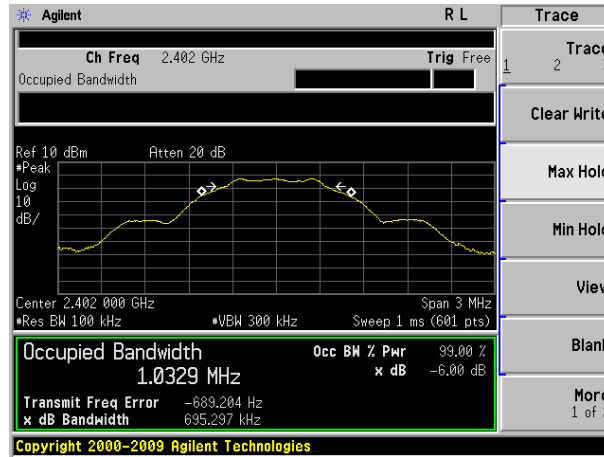 Agilent R L Trace
Ch Freq 2.402 GHz Trig Free
Occupied Bandwidth
Trace
1 2
Clear Write
Max Hold
Min Hold
View
Blank
More
1 of
Ref 10 dBm Atten 20 dB
#Peak
Log
10
dB/
Center 2.402 000 GHz Span 3 MHz
#Res BW 100 kHz #VBW 300 kHz Sweep 1 ms (601 pts)
Occupied Bandwidth Occ BW % Pwr 99.00 %
1.0329 MHz x dB -6.00 dB
Transmit Freq Error -689.204 Hz
x dB Bandwidth 695.297 kHz
Copyright 2000-2009 Agilent Technologies